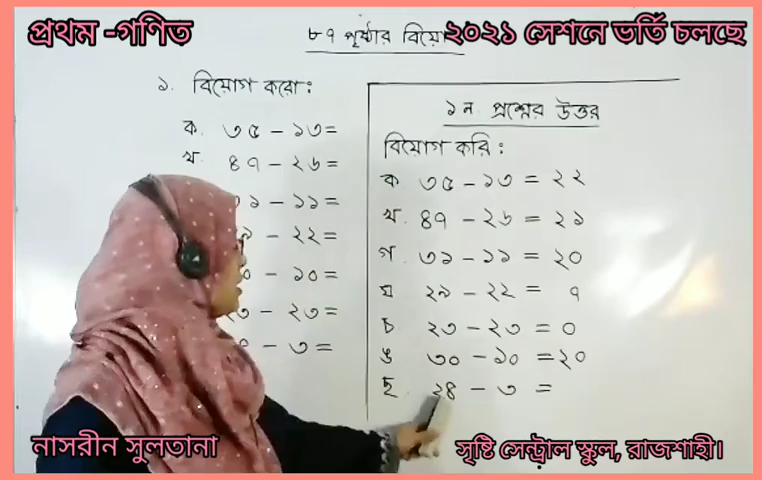 প্রথম -গণিত
৮৭ পৃষ্ঠার
২০২১ সেশনে ভর্তি চলছে
১. বিয়োগ করো:
ক. ৩৫ - ১৩=
খ. ৪৭ - ২৬=
- ১১=
- ২২=
- ১০=
- ২৩=
- ৩=
১ ন. প্রশ্নের উত্তর
বিয়োগ করি:
ক ৩৫ - ১৩ = ২২
খ. ৪৭ - ২৬ = ২১
গ. ৩১ - ১১ = ২০
ঘ ২৯ - ২২ = ৭
চ ২৩ - ২৩ = ০
ঙ ৩০ - ১০ = ২০
ছ. ২৪ - ৩ =
নাসরীন সুলতানা
সৃষ্টি সেন্ট্রাল স্কুল, রাজশাহী।